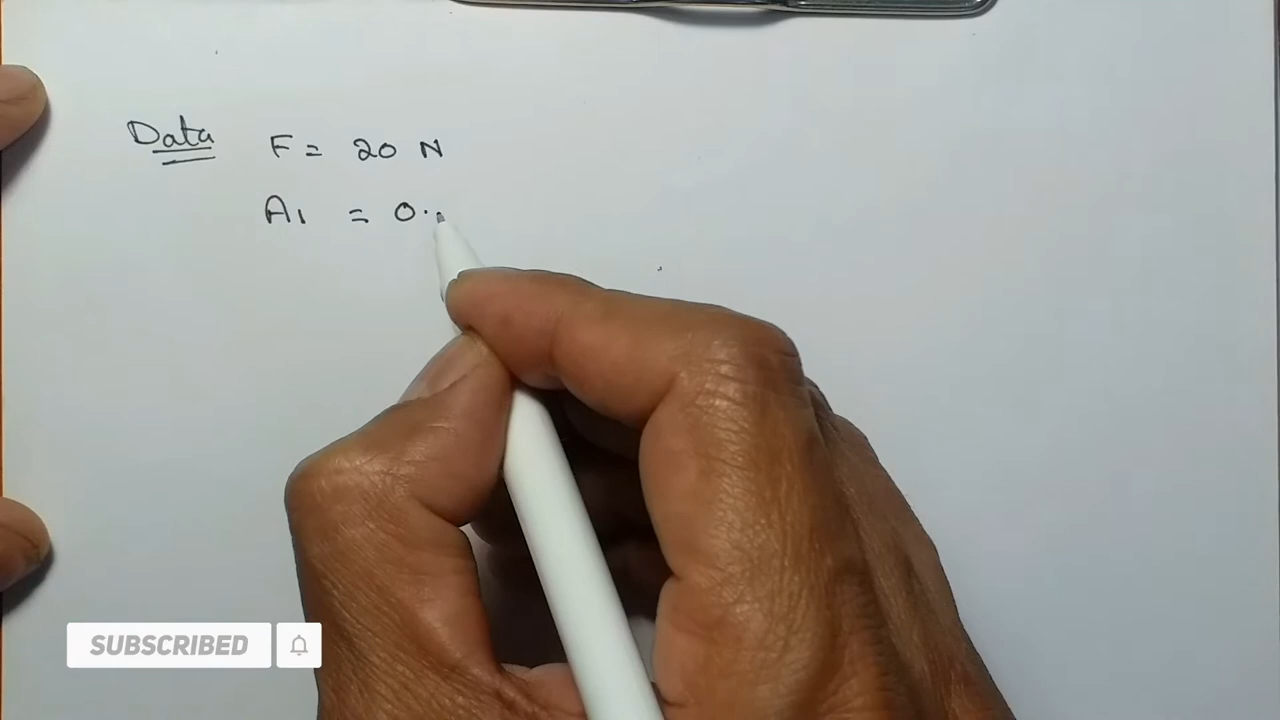 Data F = 20 N
A1 = 0.
SUBSCRIBED